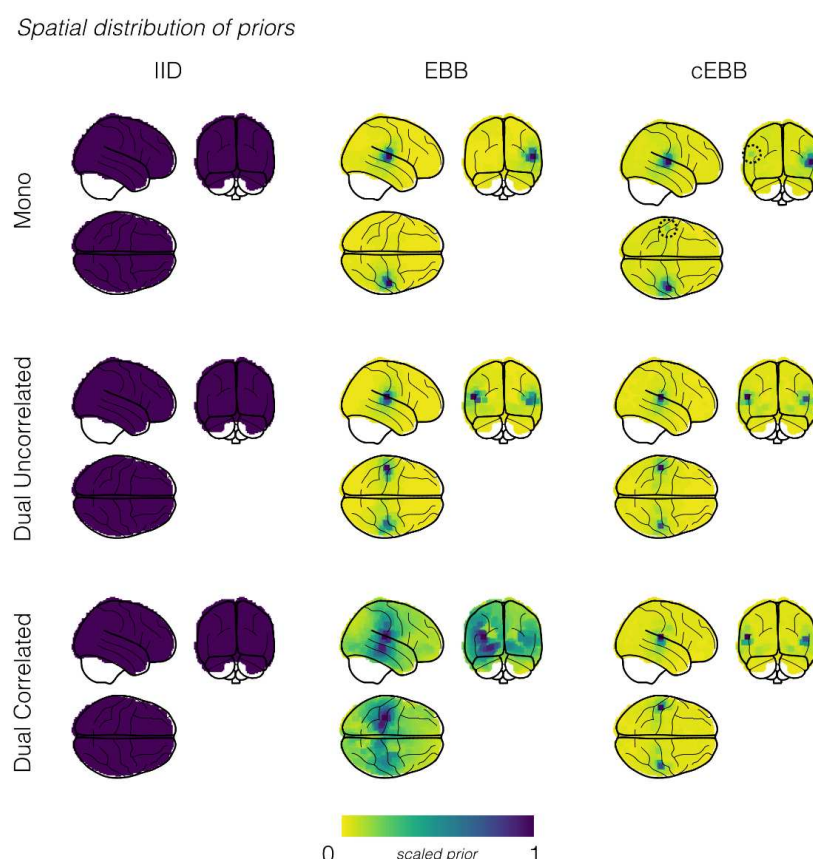 Spatial distribution of priors
IID EBB cEBB
Mono
Dual Uncorrelated
Dual Correlated
0 scaled prior 1